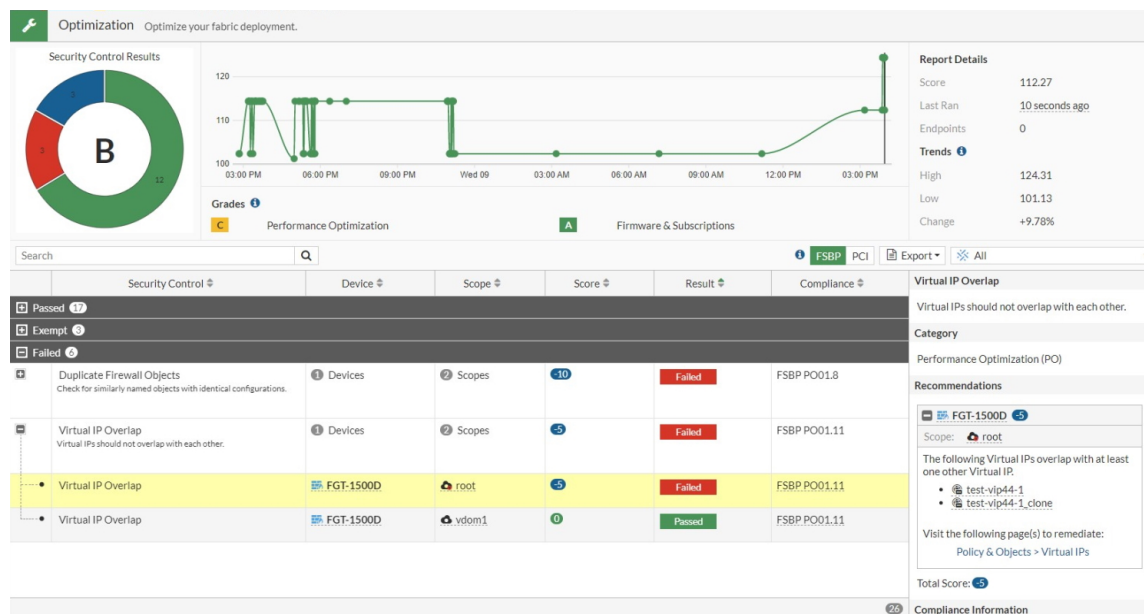 Optimization Optimize your fabric deployment.
Security Control Results
3
3
12
B
120
110
100
03:00 PM 06:00 PM 09:00 PM Wed 09 03:00 AM 06:00 AM 09:00 AM 12:00 PM 03:00 PM
Grades
C Performance Optimization
A Firmware & Subscriptions
Report Details
Score 112.27
Last Ran 10 seconds ago
Endpoints 0
Trends
High 124.31
Low 101.13
Change +9.78%
Search
FSBP PCI Export All
Security Control Device Scope Score Result Compliance
Passed 17
Exempt 3
Failed 6
Duplicate Firewall Objects 1 Devices 2 Scopes -10 Failed FSBP PO01.8
Check for similarly named objects with identical configurations.
Virtual IP Overlap 1 Devices 2 Scopes -5 Failed FSBP PO01.11
Virtual IPs should not overlap with each other.
Virtual IP Overlap FGT-1500D root -5 Failed FSBP PO01.11
Virtual IP Overlap FGT-1500D vdom1 0 Passed FSBP PO01.11
26
Virtual IP Overlap
Virtual IPs should not overlap with each other.
Category
Performance Optimization (PO)
Recommendations
FGT-1500D -5
Scope: root
The following Virtual IPs overlap with at least
one other Virtual IP.
test-vip44-1
test-vip44-1_clone
Visit the following page(s) to remediate:
Policy & Objects > Virtual IPs
Total Score: -5
Compliance Information